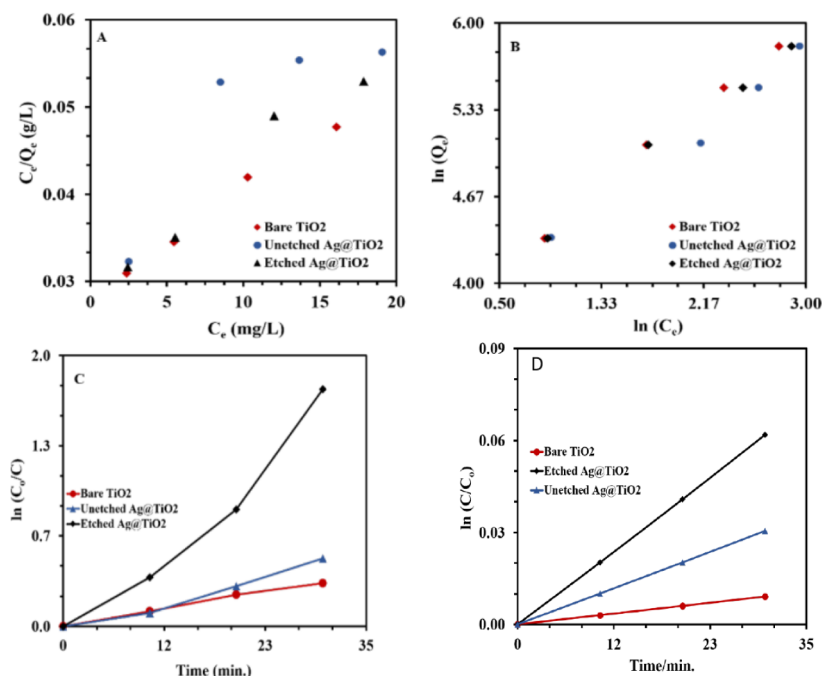 A
0.06
0.05
0.04
0.03
0
5
10
15
20
Cₑ/Qₑ (g/L)
Cₑ (mg/L)
Bare TiO2
Unetched Ag@TiO2
Etched Ag@TiO2
B
6.00
5.33
4.67
4.00
0.50
1.33
2.17
3.00
ln (Qₑ)
ln (Cₑ)
Bare TiO2
Unetched Ag@TiO2
Etched Ag@TiO2
C
2.0
1.3
0.7
0.0
0
12
23
35
ln (Cₒ/C)
Time (min.)
Bare TiO2
Unetched Ag@TiO2
Etched Ag@TiO2
D
0.09
0.06
0.03
0.00
0
12
23
35
ln (C/Cₒ)
Time/min.
Bare TiO2
Etched Ag@TiO2
Unetched Ag@TiO2